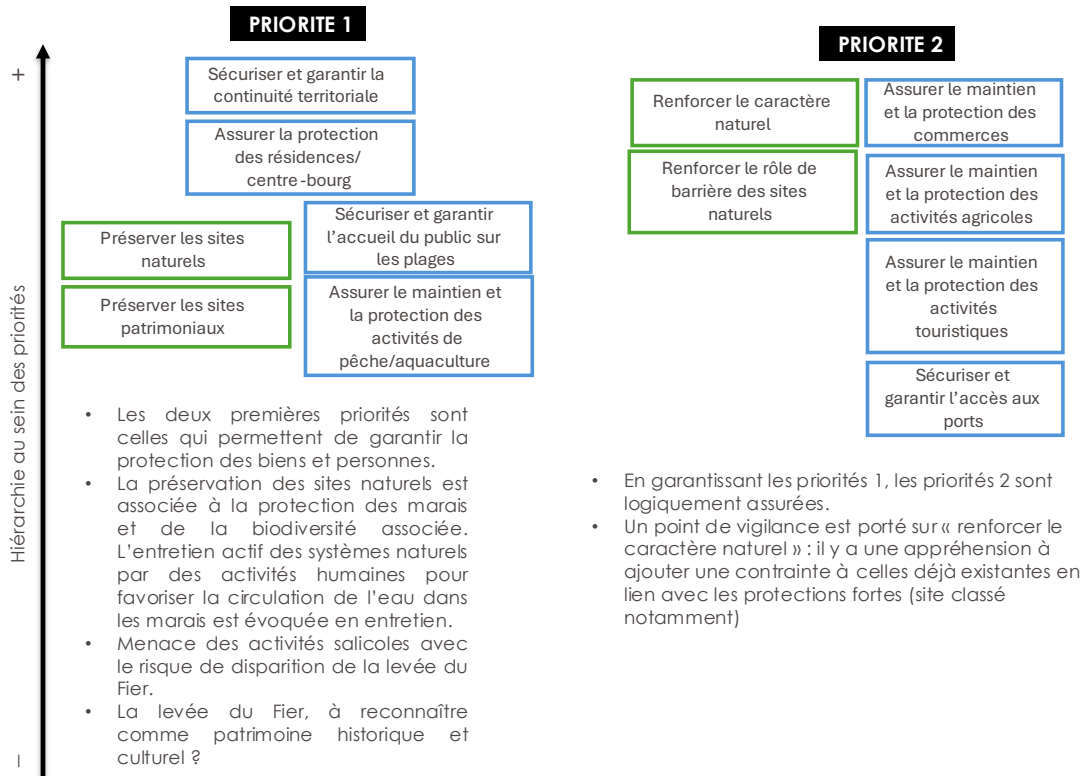 PRIORITE 1
+
Hiérarchie au sein des priorités
–
Sécuriser et garantir la
continuité territoriale
Assurer la protection
des résidences/
centre-bourg
Préserver les sites
naturels
Sécuriser et garantir
l’accueil du public sur
les plages
Préserver les sites
patrimoniaux
Assurer le maintien et
la protection des
activités de
pêche/aquaculture
• Les deux premières priorités sont
celles qui permettent de garantir la
protection des biens et personnes.
• La préservation des sites naturels est
associée à la protection des marais
et de la biodiversité associée.
L’entretien actif des systèmes naturels
par des activités humaines pour
favoriser la circulation de l’eau dans
les marais est évoquée en entretien.
• Menace des activités salicoles avec
le risque de disparition de la levée du
Fier.
• La levée du Fier, à reconnaître
comme patrimoine historique et
culturel ?
PRIORITE 2
Renforcer le caractère
naturel
Renforcer le rôle de
barrière des sites
naturels
Assurer le maintien
et la protection des
commerces
Assurer le maintien
et la protection des
activités agricoles
Assurer le maintien
et la protection des
activités
touristiques
Sécuriser et
garantir l’accès aux
ports
• En garantissant les priorités 1, les priorités 2 sont
logiquement assurées.
• Un point de vigilance est porté sur « renforcer le
caractère naturel » : il y a une appréhension à
ajouter une contrainte à celles déjà existantes en
lien avec les protections fortes (site classé
notamment)